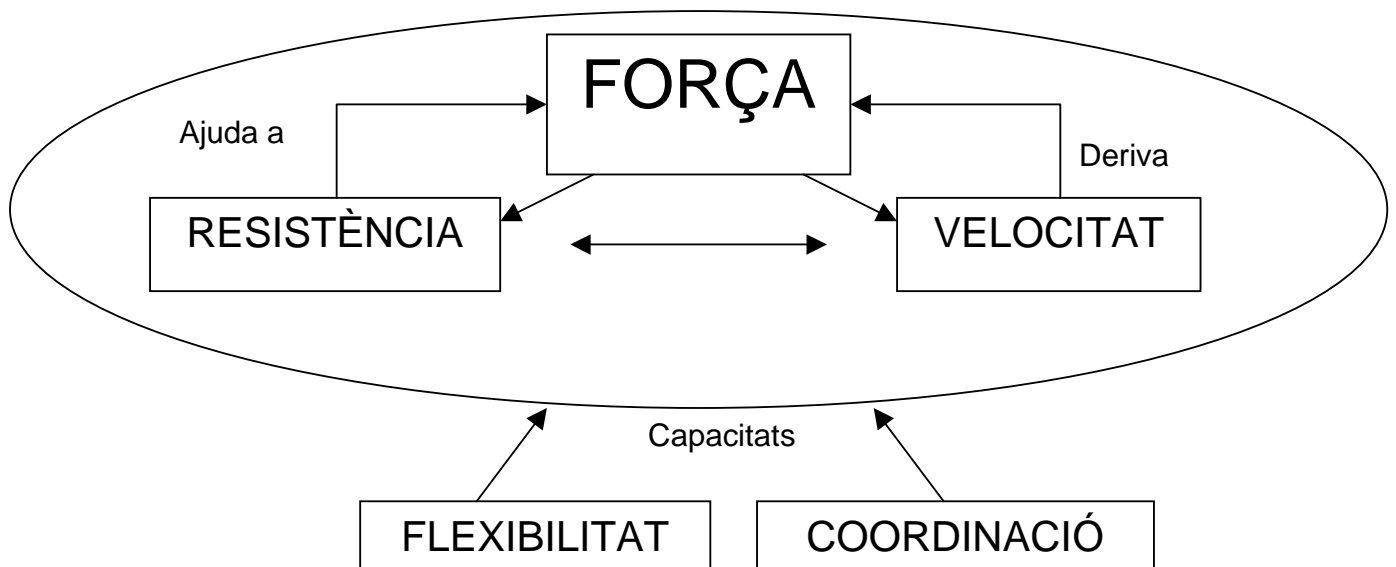 FORÇA
Ajuda a
Deriva
RESISTÈNCIA
VELOCITAT
Capacitats
FLEXIBILITAT
COORDINACIÓ